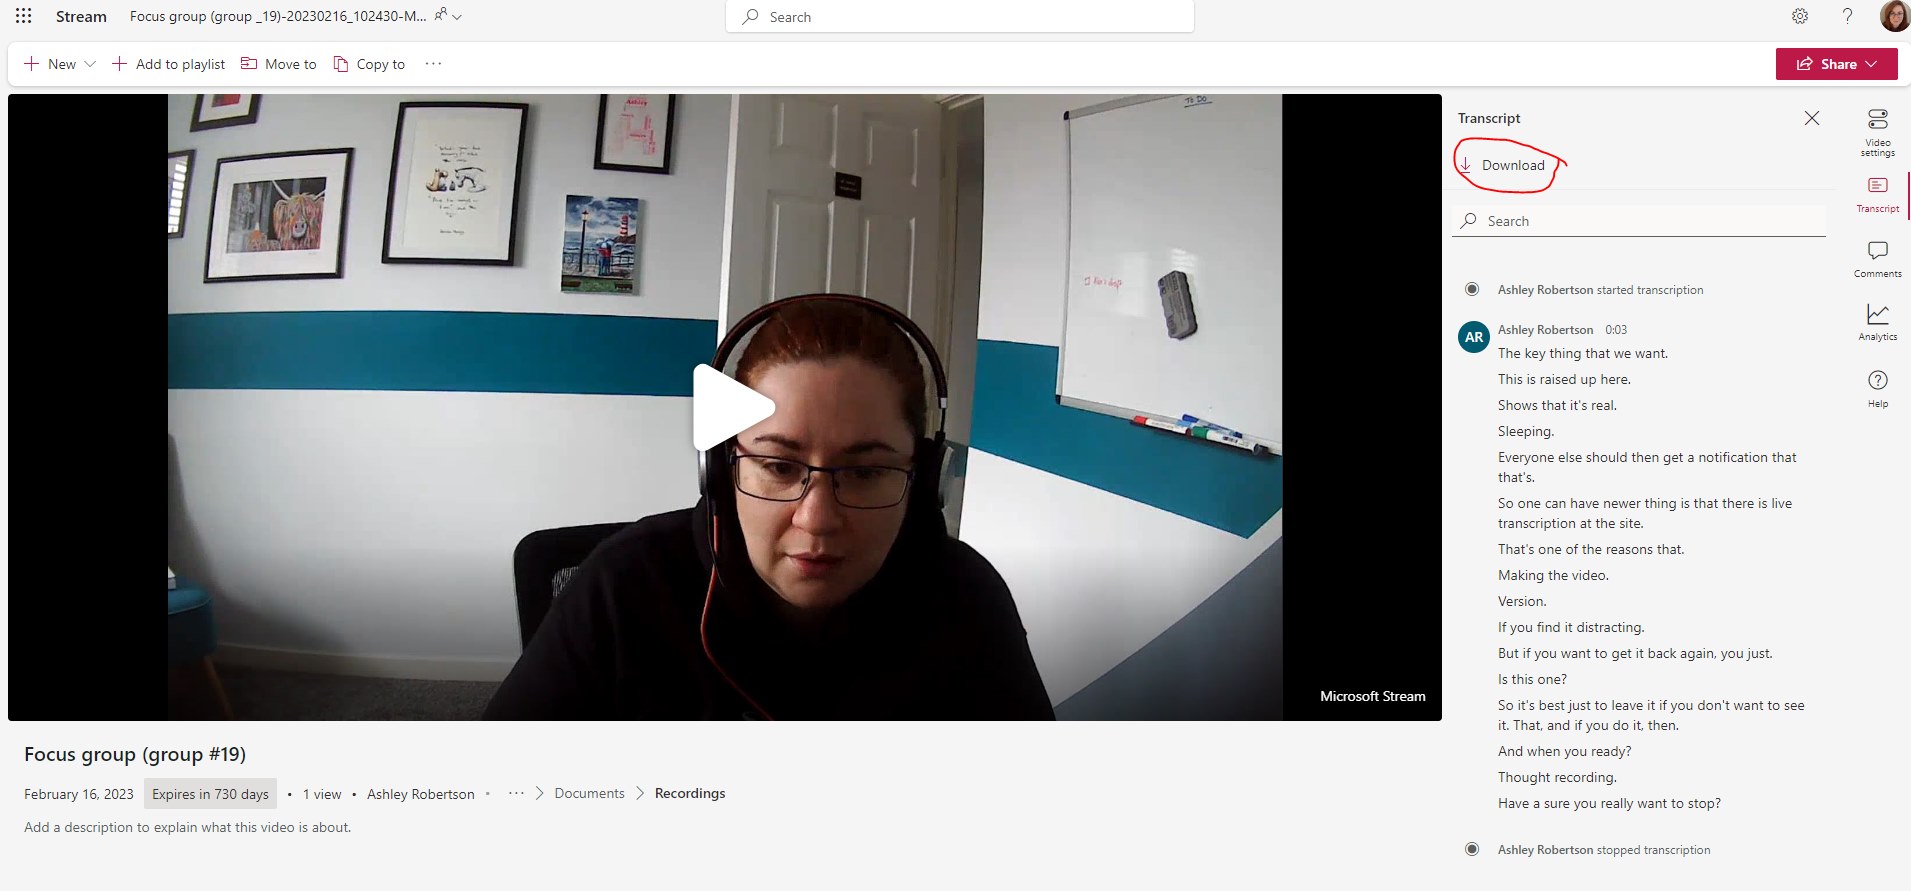 Stream
Focus group (group _19)-20230216_102430-M...
Search
New
Add to playlist
Move to
Copy to
...
Share
TO DO
Microsoft Stream
Focus group (group #19)
February 16, 2023
Expires in 730 days
• 1 view • Ashley Robertson
... > Documents > Recordings
Add a description to explain what this video is about.
Transcript
Download
Search
Ashley Robertson started transcription
AR
Ashley Robertson 0:03
The key thing that we want.
This is raised up here.
Shows that it's real.
Sleeping.
Everyone else should then get a notification that
that's.
So one can have newer thing is that there is live
transcription at the site.
That's one of the reasons that.
Making the video.
Version.
If you find it distracting.
But if you want to get it back again, you just.
Is this one?
So it's best just to leave it if you don't want to see
it. That, and if you do it, then.
And when you ready?
Thought recording.
Have a sure you really want to stop?
Ashley Robertson stopped transcription
Video
settings
Transcript
Comments
Analytics
Help